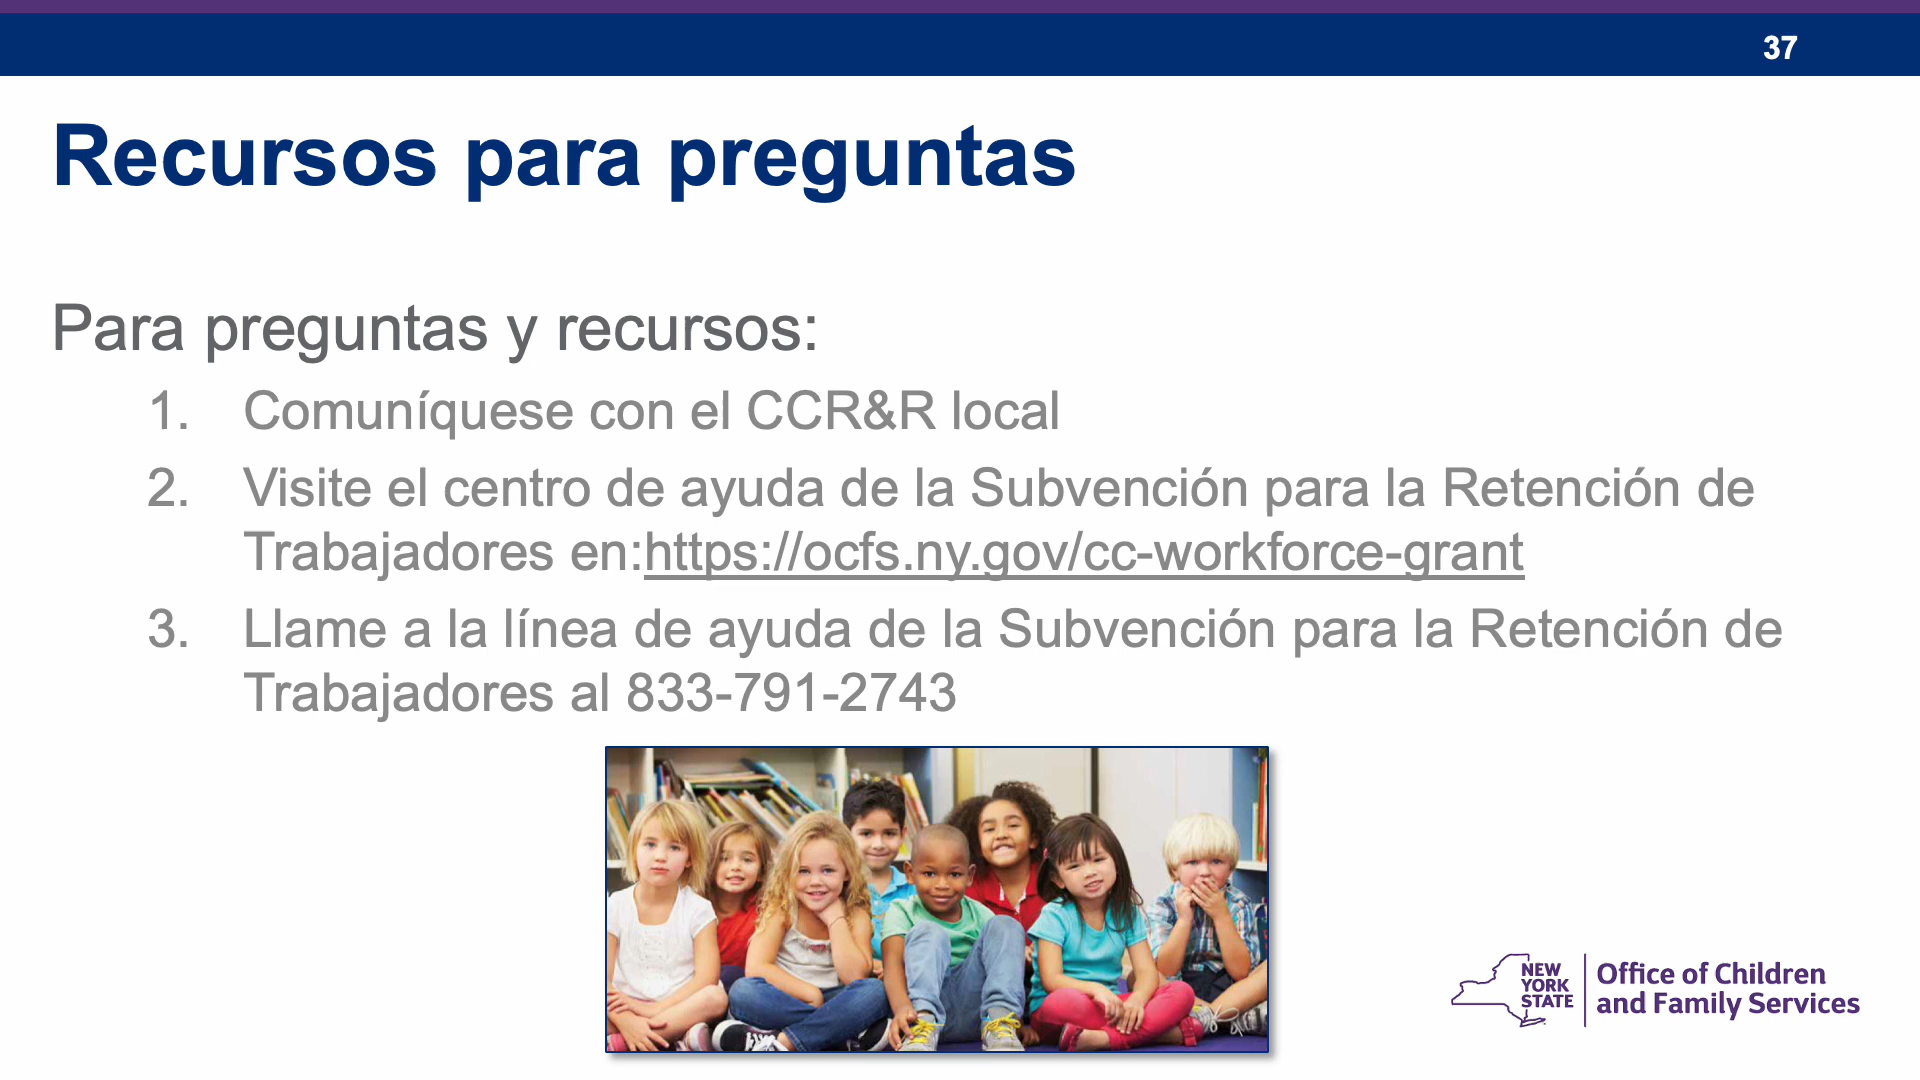 37
Recursos para preguntas
Para preguntas y recursos:
1. Comuníquese con el CCR&R local
2. Visite el centro de ayuda de la Subvención para la Retención de
Trabajadores en:https://ocfs.ny.gov/cc-workforce-grant
3. Llame a la línea de ayuda de la Subvención para la Retención de
Trabajadores al 833-791-2743
NEW
YORK
STATE
Office of Children
and Family Services